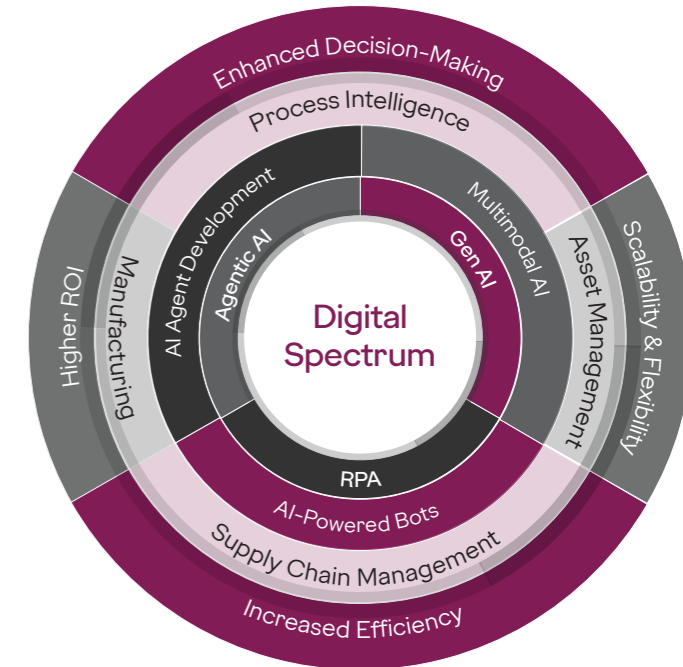 Enhanced Decision-Making
Process Intelligence
AI Agent Development
Multimodal AI
Agentic AI
Gen AI
Higher ROI
Manufacturing
Digital
Spectrum
Asset Management
Scalability & Flexibility
RPA
AI-Powered Bots
Supply Chain Management
Increased Efficiency